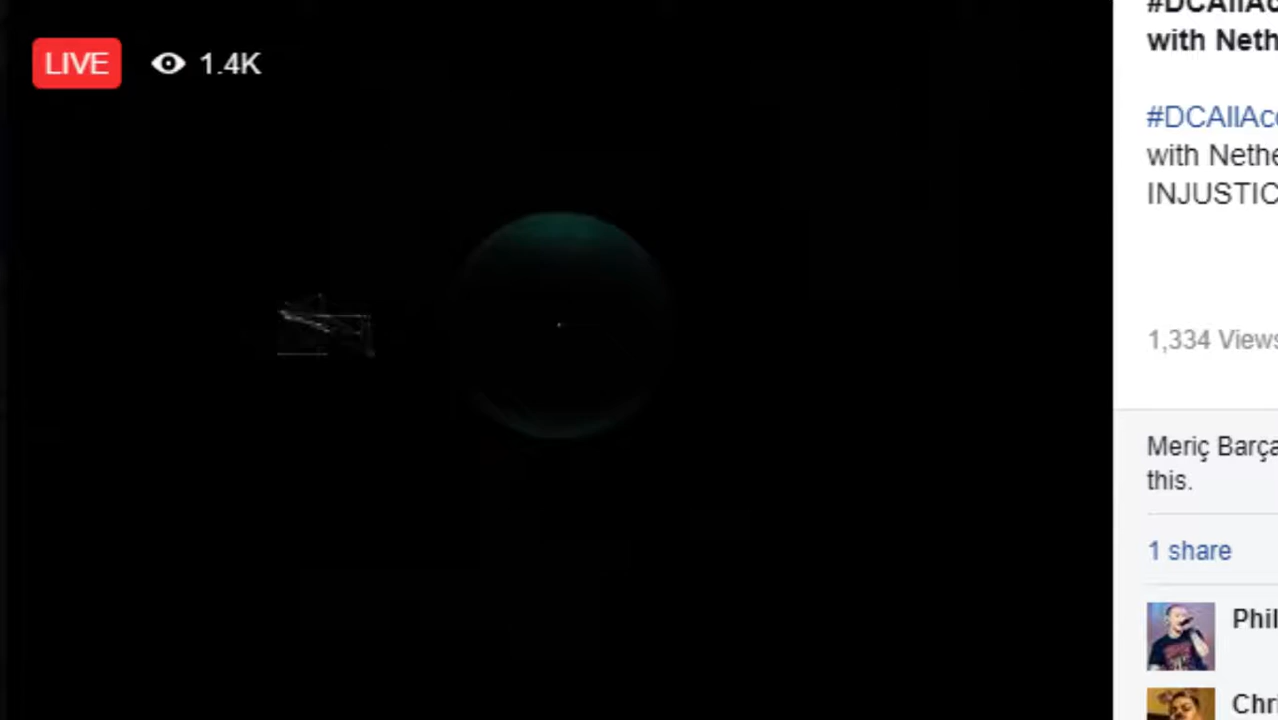 LIVE 1.4K
#DCAllAc
with Neth
#DCAllAcc
with Nethe
INJUSTIC
1,334 Views
Meriç Barça
this.
1 share
Phil
Chri